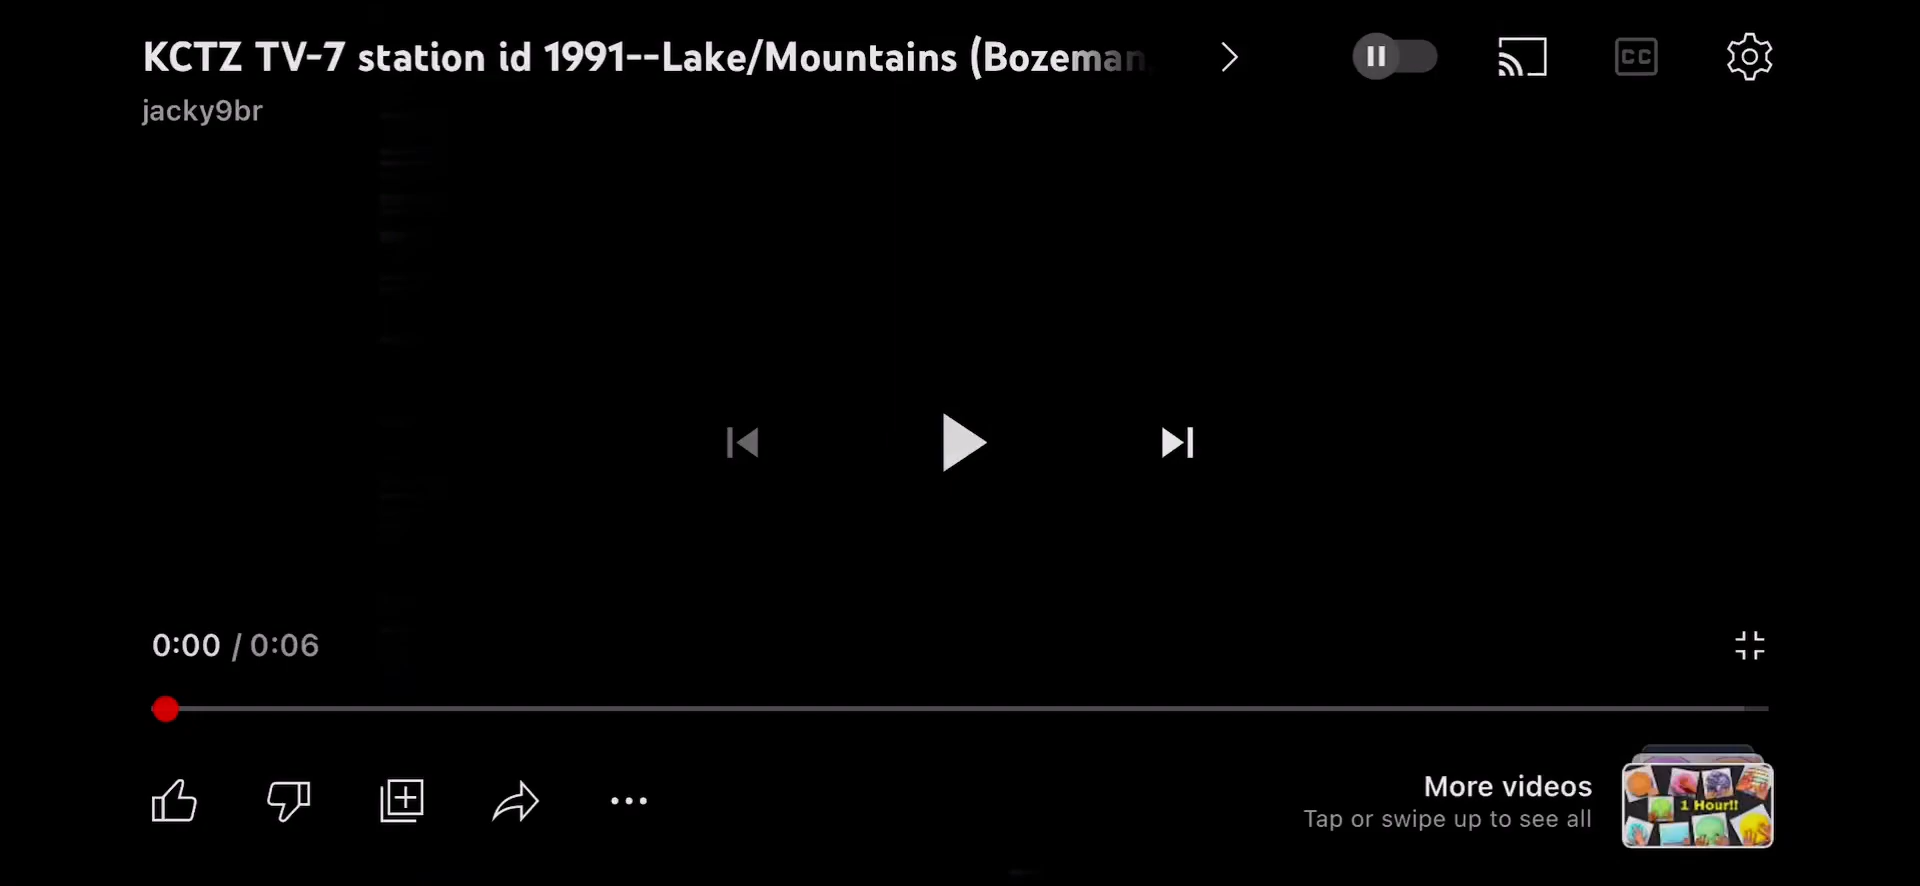 KCTZ TV-7 station id 1991--Lake/Mountains (Bozeman,
jacky9br
CC
0:00 / 0:06
More videos
Tap or swipe up to see all
1 Hour!!